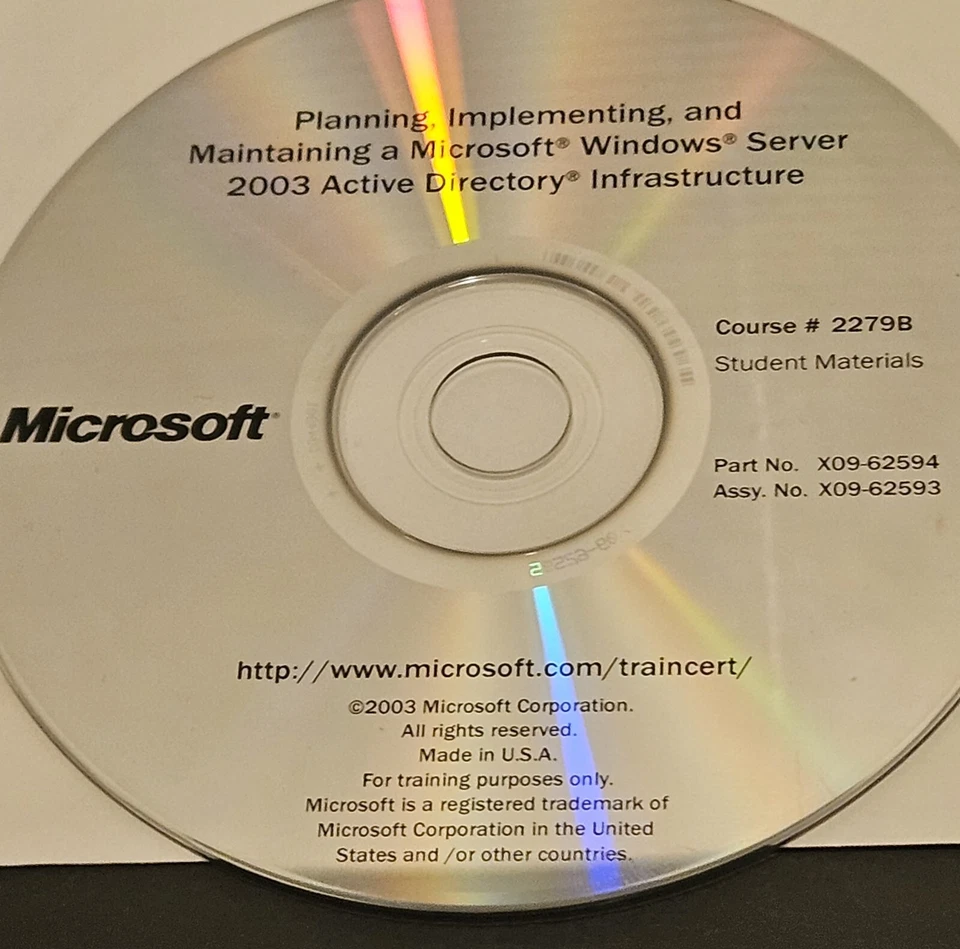 Planning, Implementing, and
Maintaining a Microsoft® Windows® Server
2003 Active Directory® Infrastructure
Course # 2279B
Student Materials
Microsoft®
Part No. X09-62594
Assy. No. X09-62593
http://www.microsoft.com/traincert/
©2003 Microsoft Corporation.
All rights reserved.
Made in U.S.A.
For training purposes only.
Microsoft is a registered trademark of
Microsoft Corporation in the United
States and /or other countries.